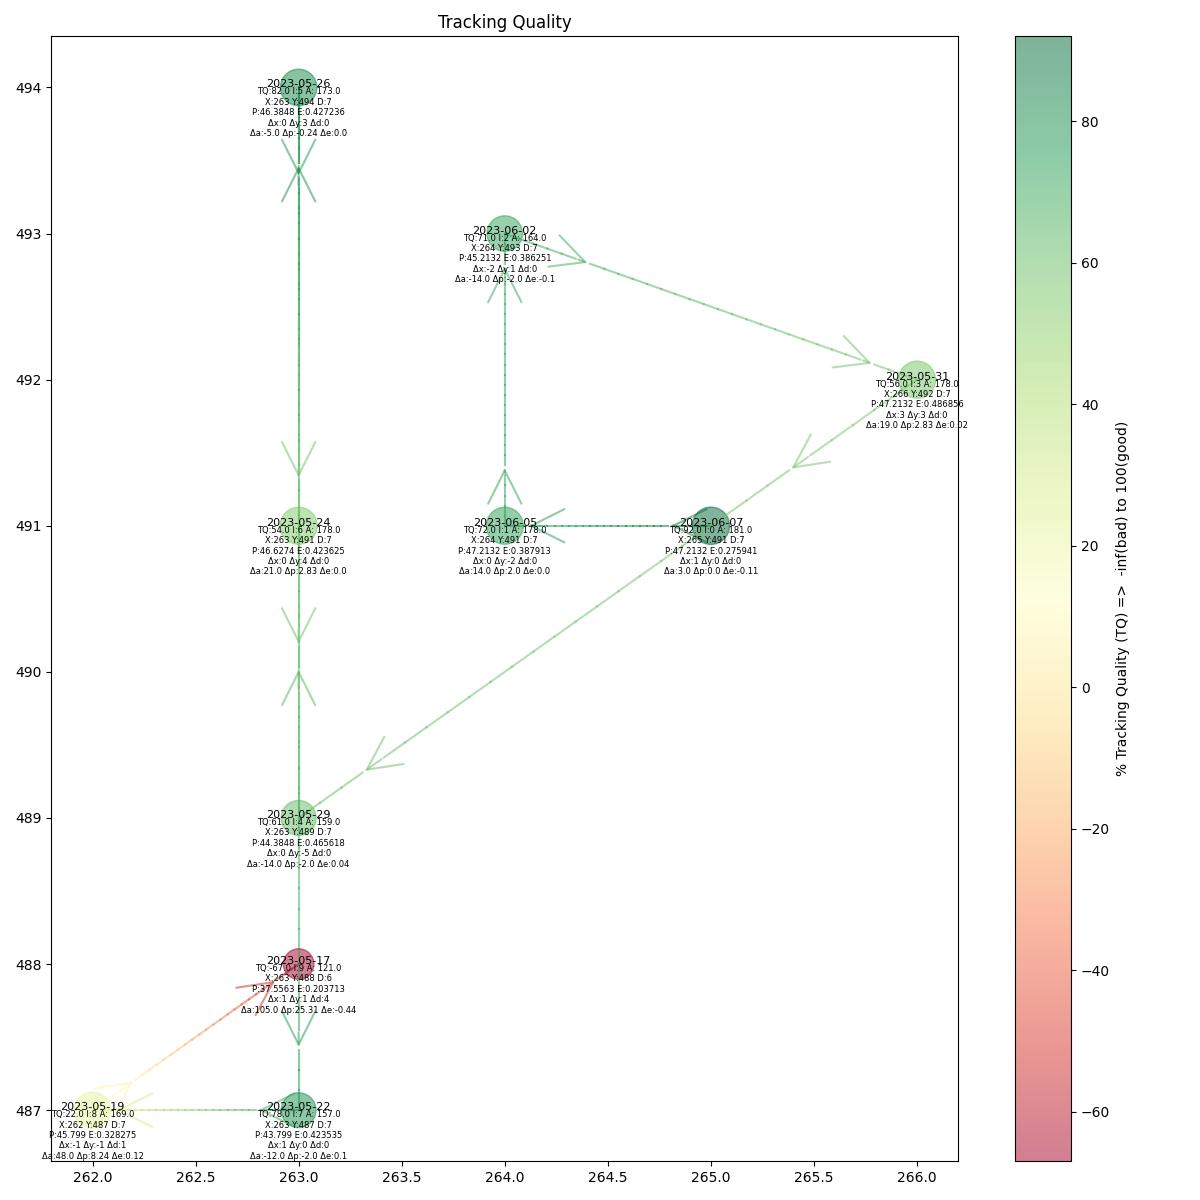 Tracking Quality
2023-05-26
TQ:82.0 I:5 A: 173.0
X:263 Y:494 D:7
P:46.3848 E:0.427236
Δx:0 Δy:3 Δd:0
Δa:-5.0 Δp:-0.24 Δe:0.0
2023-06-02
TQ:71.0 I:2 A: 164.0
X:264 Y:493 D:7
P:45.2132 E:0.386251
Δx:-2 Δy:1 Δd:0
Δa:-14.0 Δp:-2.0 Δe:-0.1
2023-05-31
TQ:56.0 I:3 A: 178.0
X:266 Y:492 D:7
P:47.2132 E:0.486856
Δx:3 Δy:3 Δd:0
Δa:19.0 Δp:2.83 Δe:0.02
2023-05-24
TQ:54.0 I:6 A: 178.0
X:263 Y:491 D:7
P:46.6274 E:0.423625
Δx:0 Δy:4 Δd:0
Δa:21.0 Δp:2.83 Δe:0.0
2023-06-05
TQ:72.0 I:1 A: 178.0
X:264 Y:491 D:7
P:47.2132 E:0.387913
Δx:0 Δy:-2 Δd:0
Δa:14.0 Δp:2.0 Δe:0.0
2023-06-07
TQ:92.0 I:0 A: 181.0
X:265 Y:491 D:7
P:47.2132 E:0.275941
Δx:1 Δy:0 Δd:0
Δa:3.0 Δp:0.0 Δe:-0.11
2023-05-29
TQ:61.0 I:4 A: 159.0
X:263 Y:489 D:7
P:44.3848 E:0.465618
Δx:0 Δy:-5 Δd:0
Δa:-14.0 Δp:-2.0 Δe:0.04
2023-05-17
TQ:-67.0 I:9 A: 121.0
X:263 Y:488 D:6
P:37.5563 E:0.203713
Δx:1 Δy:1 Δd:4
Δa:105.0 Δp:25.31 Δe:-0.44
2023-05-19
TQ:22.0 I:8 A: 169.0
X:262 Y:487 D:7
P:45.799 E:0.328275
Δx:-1 Δy:-1 Δd:1
Δa:48.0 Δp:8.24 Δe:0.12
2023-05-22
TQ:78.0 I:7 A: 157.0
X:263 Y:487 D:7
P:43.799 E:0.423535
Δx:1 Δy:0 Δd:0
Δa:-12.0 Δp:-2.0 Δe:0.1
494
493
492
491
490
489
488
487
262.0 262.5 263.0 263.5 264.0 264.5 265.0 265.5 266.0
80
60
40
20
0
−20
−40
−60
% Tracking Quality (TQ) => -inf(bad) to 100(good)